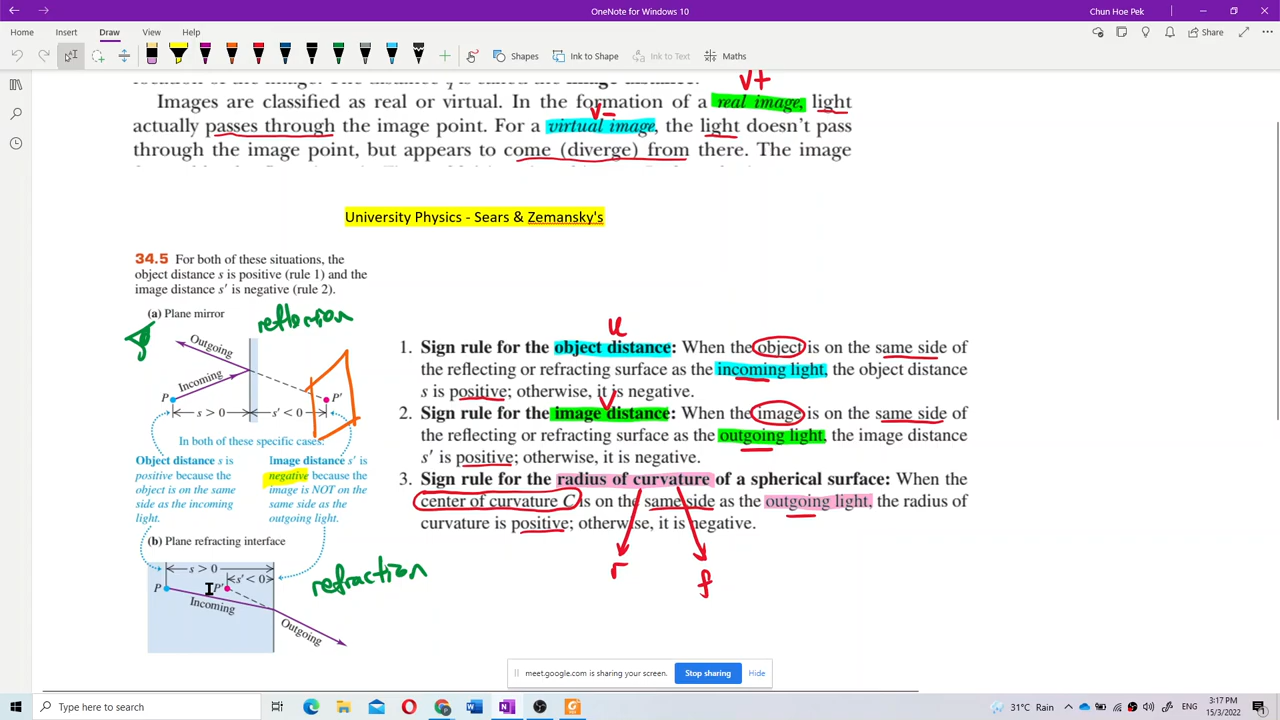 OneNote for Windows 10
Chun Hoe Pek
Home Insert Draw View Help
Share
Shapes
Ink to Shape
Ink to Text
Maths
location of the image. The distance q is called the image distance.
V+
Images are classified as real or virtual. In the formation of a real image, light
V-
actually passes through the image point. For a virtual image, the light doesn't pass
through the image point, but appears to come (diverge) from there. The image
University Physics - Sears & Zemansky's
34.5 For both of these situations, the
object distance s is positive (rule 1) and the
image distance s′ is negative (rule 2).
(a) Plane mirror
reflection
Outgoing
Incoming
P
P′
s > 0
s′ < 0
In both of these specific cases:
Object distance s is
positive because the
object is on the same
side as the incoming
light.
Image distance s′ is
negative because the
image is NOT on the
same side as the
outgoing light.
(b) Plane refracting interface
refraction
s > 0
s′ < 0
P
P′
Incoming
Outgoing
u
1. Sign rule for the object distance: When the object is on the same side of
the reflecting or refracting surface as the incoming light, the object distance
s is positive; otherwise, it is negative.
V
2. Sign rule for the image distance: When the image is on the same side of
the reflecting or refracting surface as the outgoing light, the image distance
s′ is positive; otherwise, it is negative.
3. Sign rule for the radius of curvature of a spherical surface: When the
center of curvature C is on the same side as the outgoing light, the radius of
curvature is positive; otherwise, it is negative.
r
f
meet.google.com is sharing your screen.
Stop sharing
Hide
Type here to search
31°C Rain
3:17 PM
15/3/2022